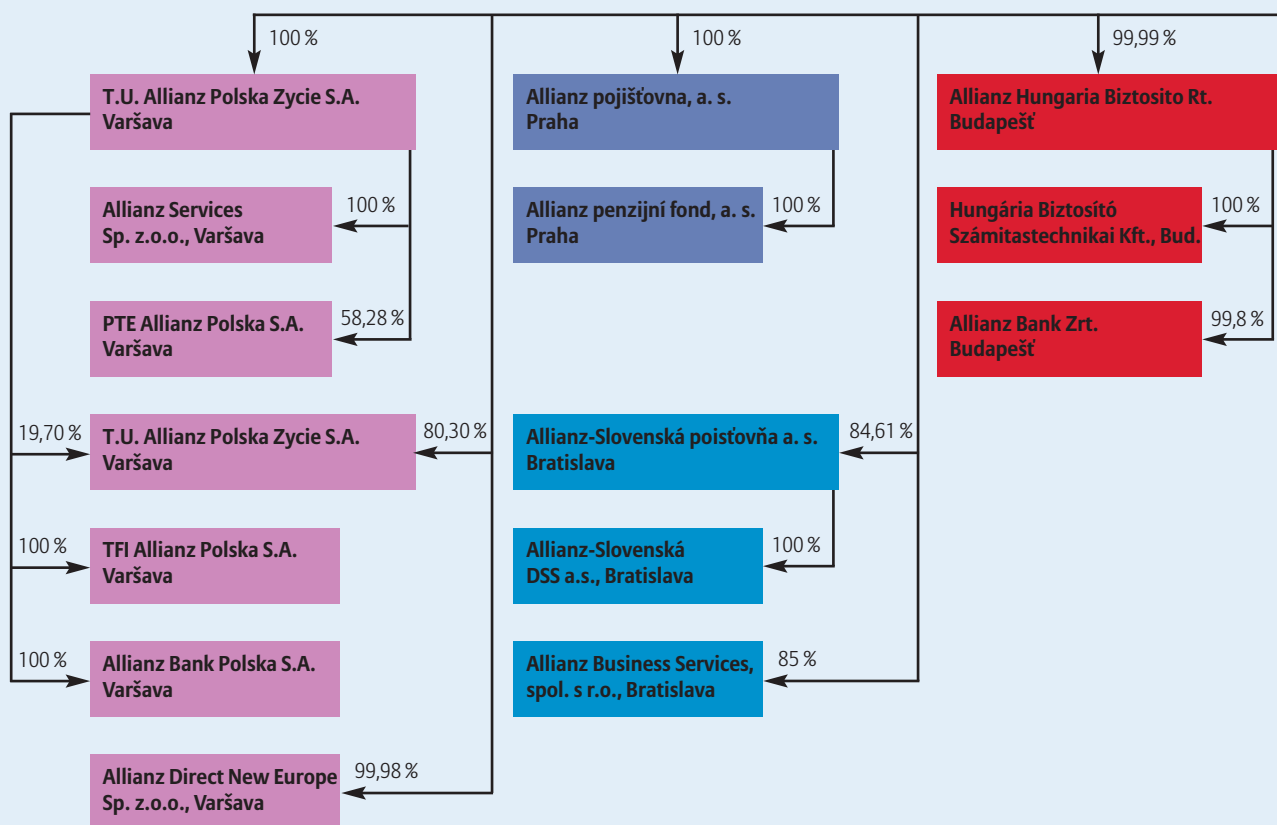 100 %
T.U. Allianz Polska Zycie S.A.
Varšava
100 %
Allianz Services
Sp. z.o.o., Varšava
58,28 %
PTE Allianz Polska S.A.
Varšava
19,70 %
T.U. Allianz Polska Zycie S.A.
Varšava
80,30 %
100 %
TFI Allianz Polska S.A.
Varšava
100 %
Allianz Bank Polska S.A.
Varšava
Allianz Direct New Europe
Sp. z.o.o., Varšava
99,98 %
100 %
Allianz pojišťovna, a. s.
Praha
Allianz penzijní fond, a. s.
Praha
100 %
Allianz-Slovenská poisťovňa a. s.
Bratislava
84,61 %
Allianz-Slovenská
DSS a.s., Bratislava
100 %
Allianz Business Services,
spol. s r.o., Bratislava
85 %
99,99 %
Allianz Hungaria Biztosito Rt.
Budapešť
Hungária Biztosító
Számitastechnikai Kft., Bud.
100 %
Allianz Bank Zrt.
Budapešť
99,8 %